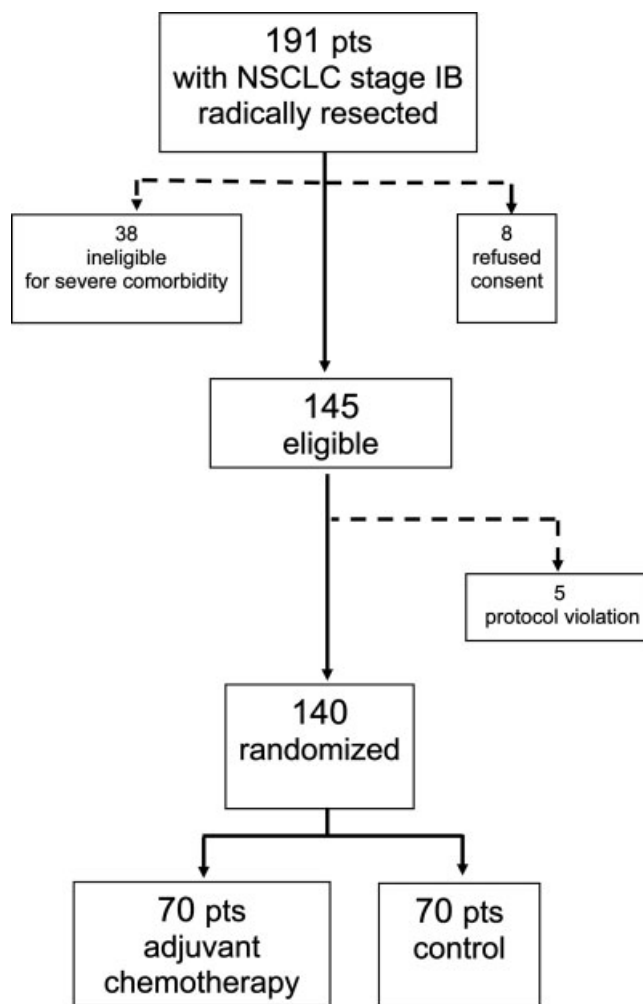 191 pts
with NSCLC stage IB
radically resected
38
ineligible
for severe comorbidity
8
refused
consent
145
eligible
5
protocol violation
140
randomized
70 pts
adjuvant
chemotherapy
70 pts
control